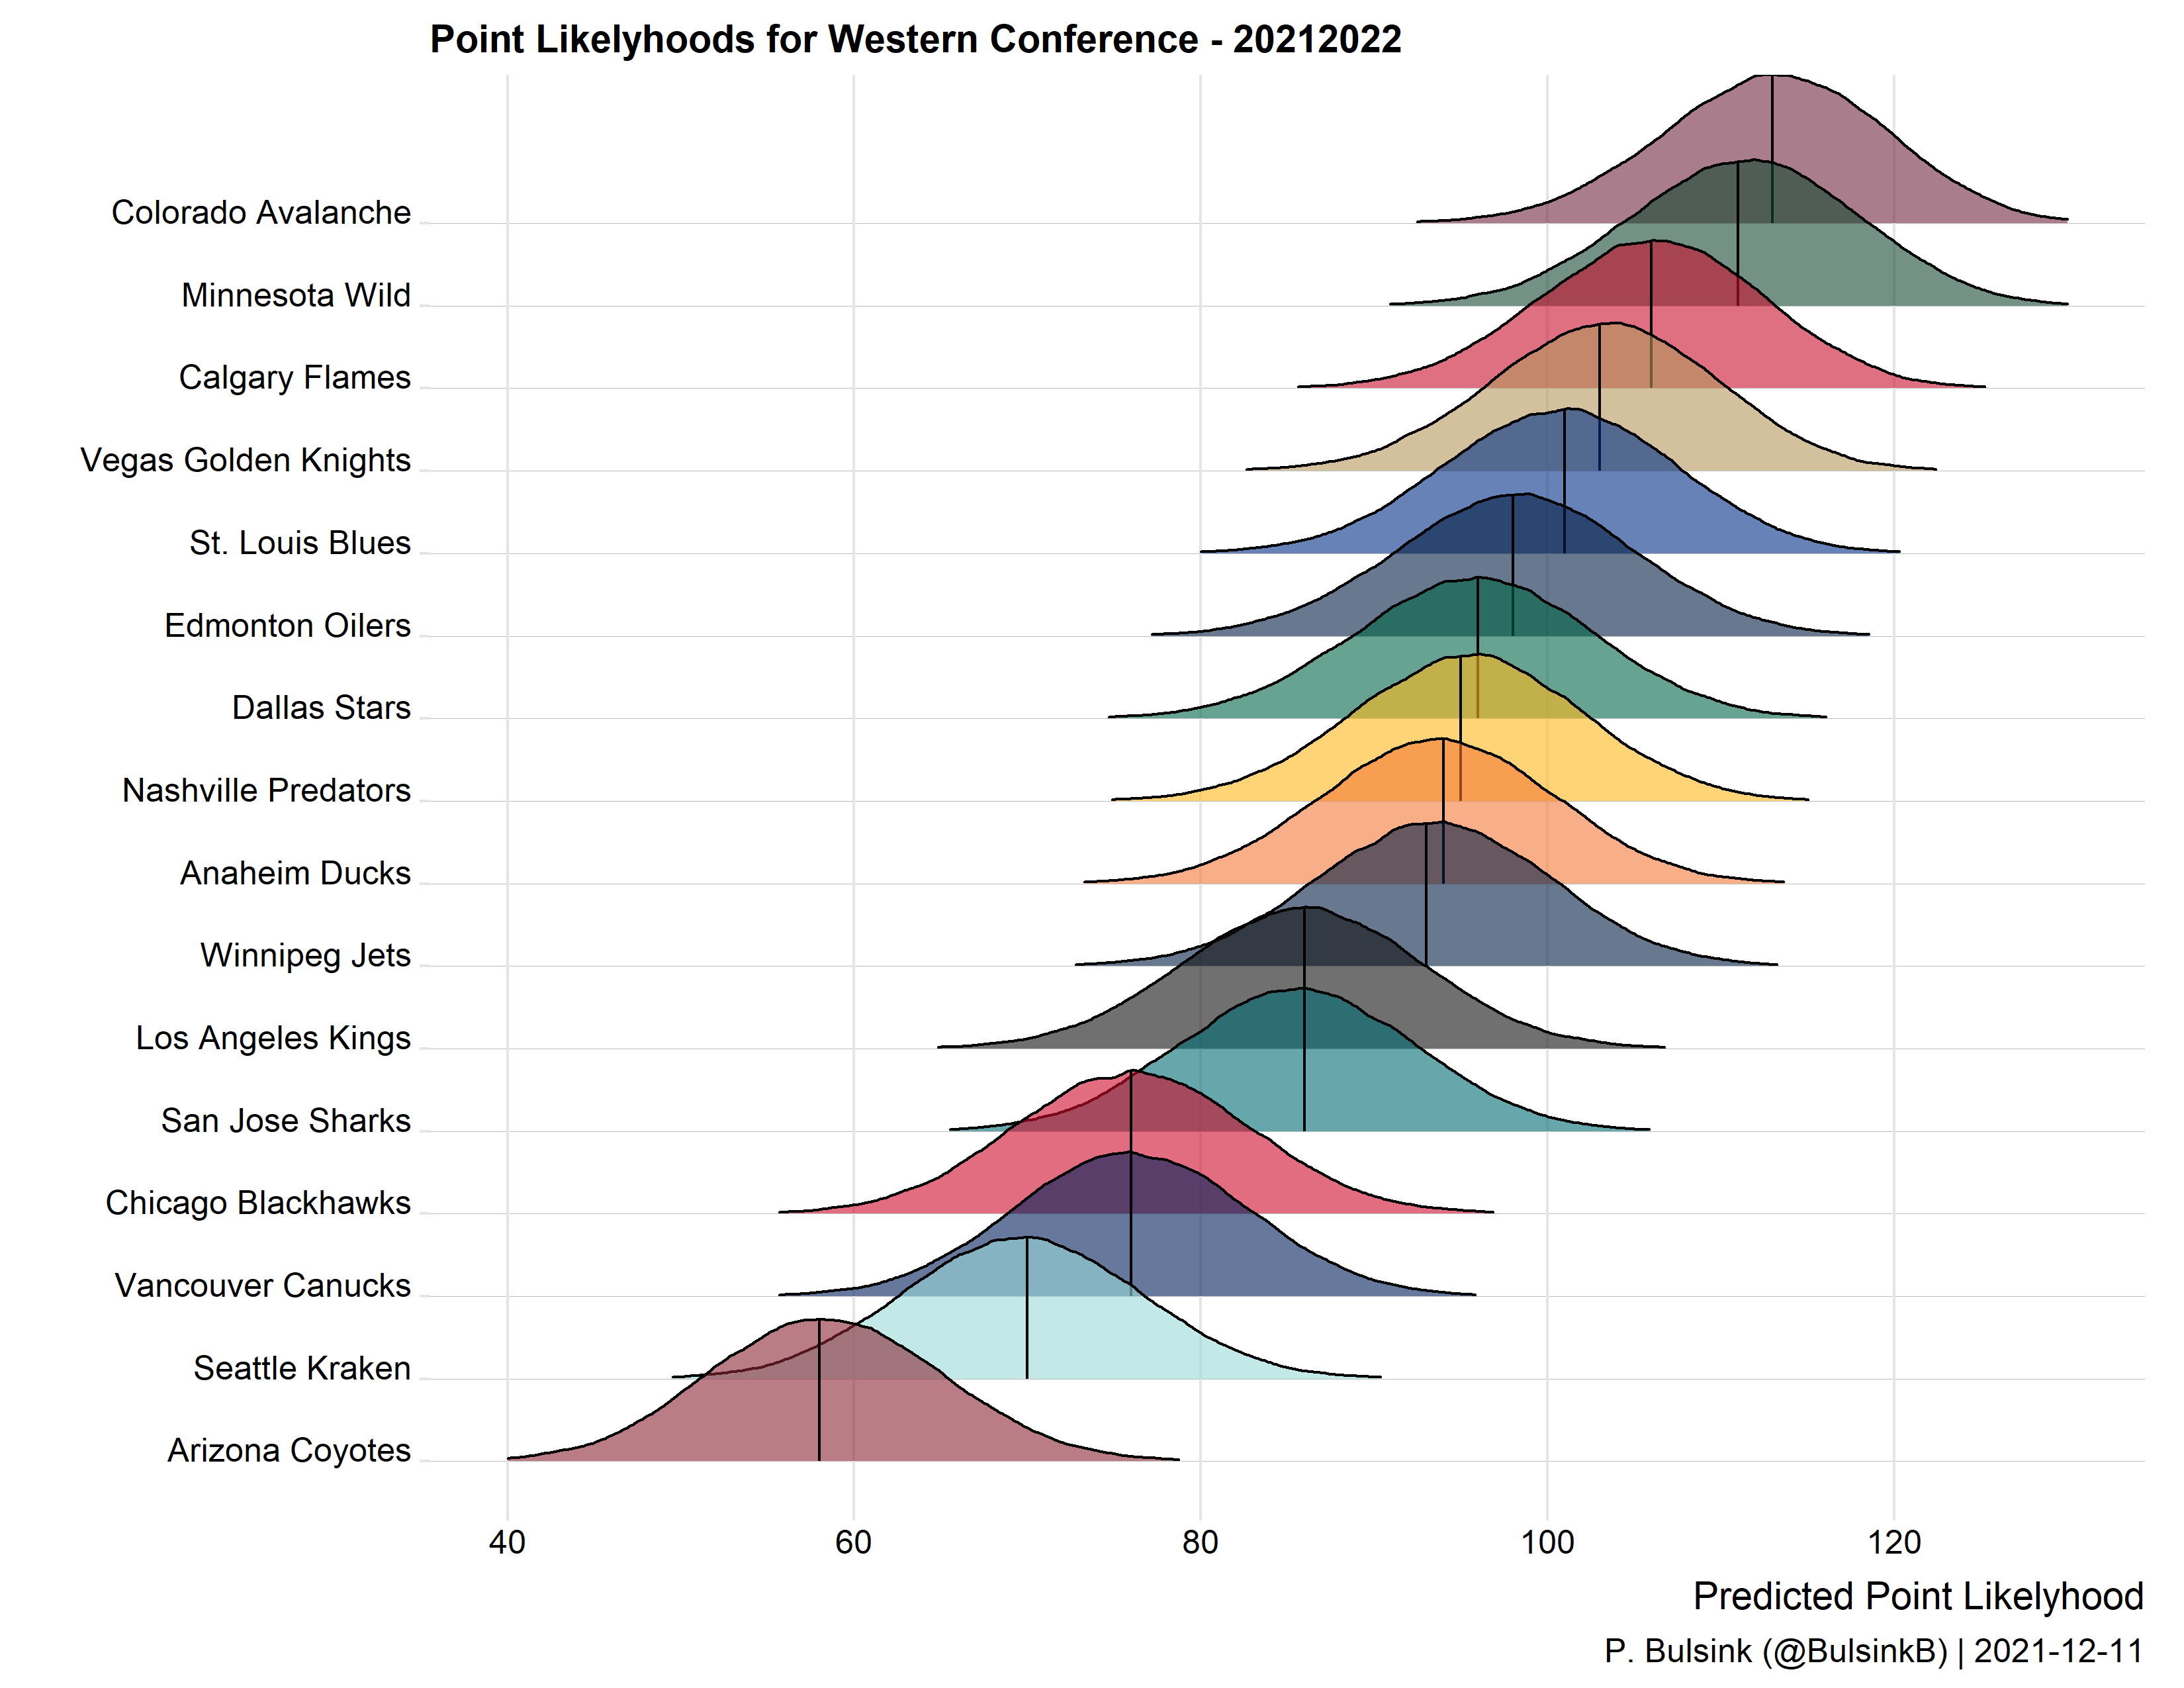 Point Likelyhoods for Western Conference - 20212022
Colorado Avalanche
Minnesota Wild
Calgary Flames
Vegas Golden Knights
St. Louis Blues
Edmonton Oilers
Dallas Stars
Nashville Predators
Anaheim Ducks
Winnipeg Jets
Los Angeles Kings
San Jose Sharks
Chicago Blackhawks
Vancouver Canucks
Seattle Kraken
Arizona Coyotes
40 60 80 100 120
Predicted Point Likelyhood
P. Bulsink (@BulsinkB) | 2021-12-11